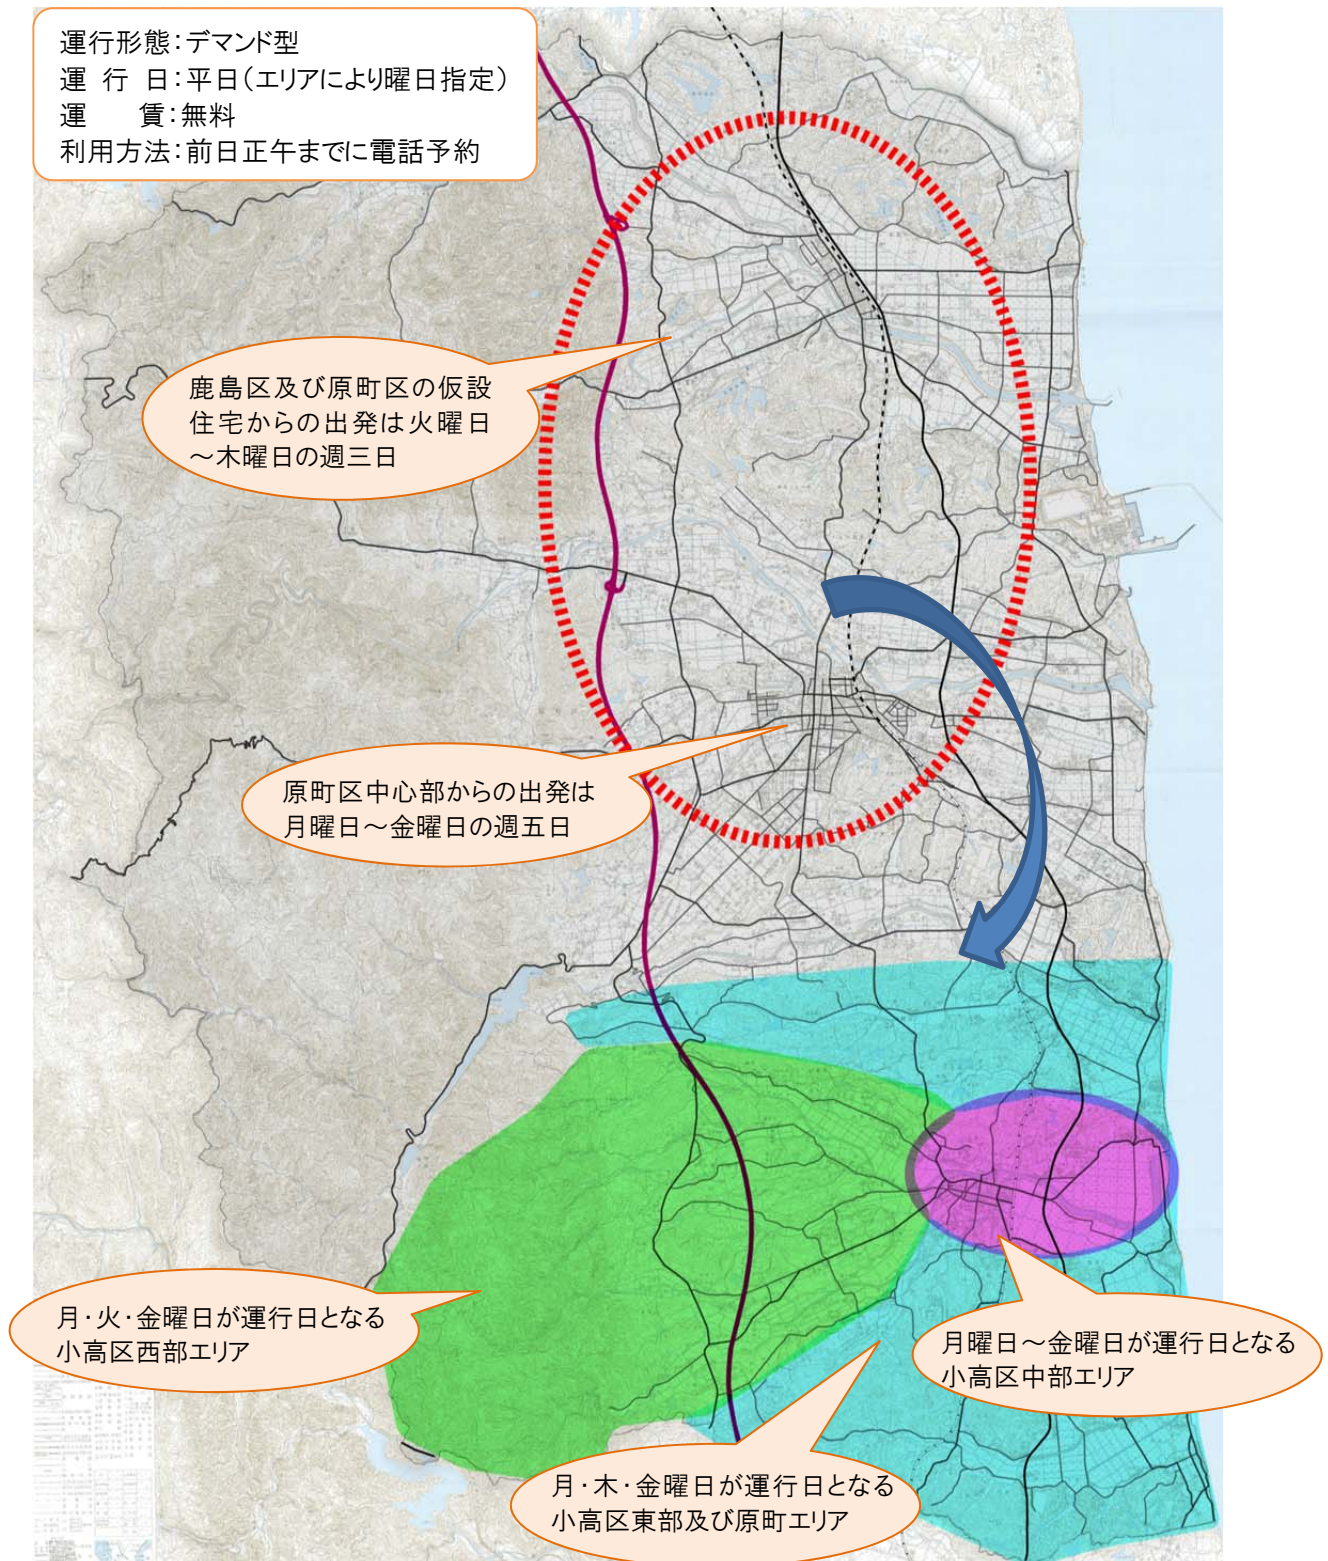 運行形態：デマンド型
運 行 日：平日（エリアにより曜日指定）
運 賃：無料
利用方法：前日正午までに電話予約
鹿島区及び原町区の仮設
住宅からの出発は火曜日
～木曜日の週三日
原町区中心部からの出発は
月曜日～金曜日の週五日
月・火・金曜日が運行日となる
小高区西部エリア
月曜日～金曜日が運行日となる
小高区中部エリア
月・木・金曜日が運行日となる
小高区東部及び原町エリア